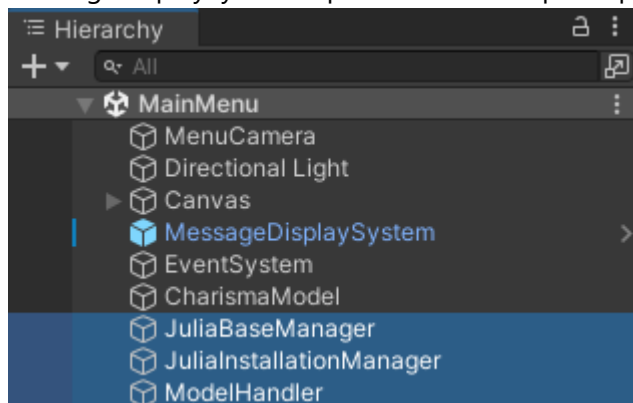 Hierarchy
All
MainMenu
MenuCamera
Directional Light
Canvas
MessageDisplaySystem
EventSystem
CharismaModel
JuliaBaseManager
JuliaInstallationManager
ModelHandler